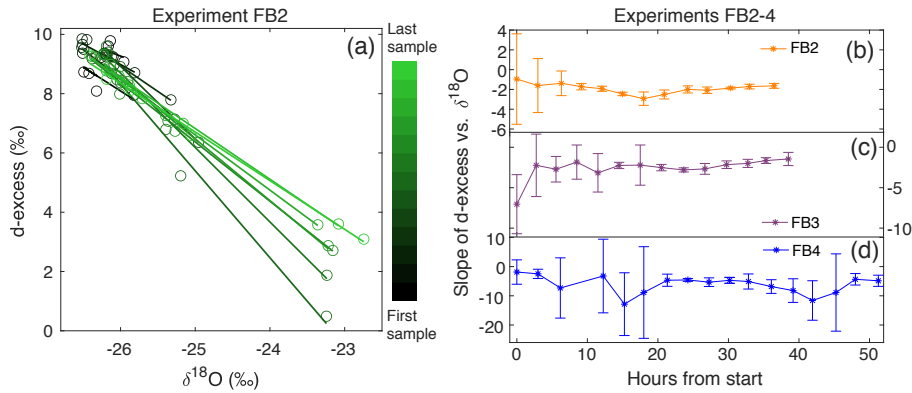 Experiment FB2
(a)
Last
sample
First
sample
10
8
6
4
2
0
d-excess (‰)
-26
-25
-24
-23
δ18O (‰)
Experiments FB2-4
Slope of d-excess vs. δ18O
4
2
0
-2
-4
-6
FB2
(b)
0
-5
-10
(c)
FB3
10
0
-10
-20
FB4
(d)
0
10
20
30
40
50
Hours from start